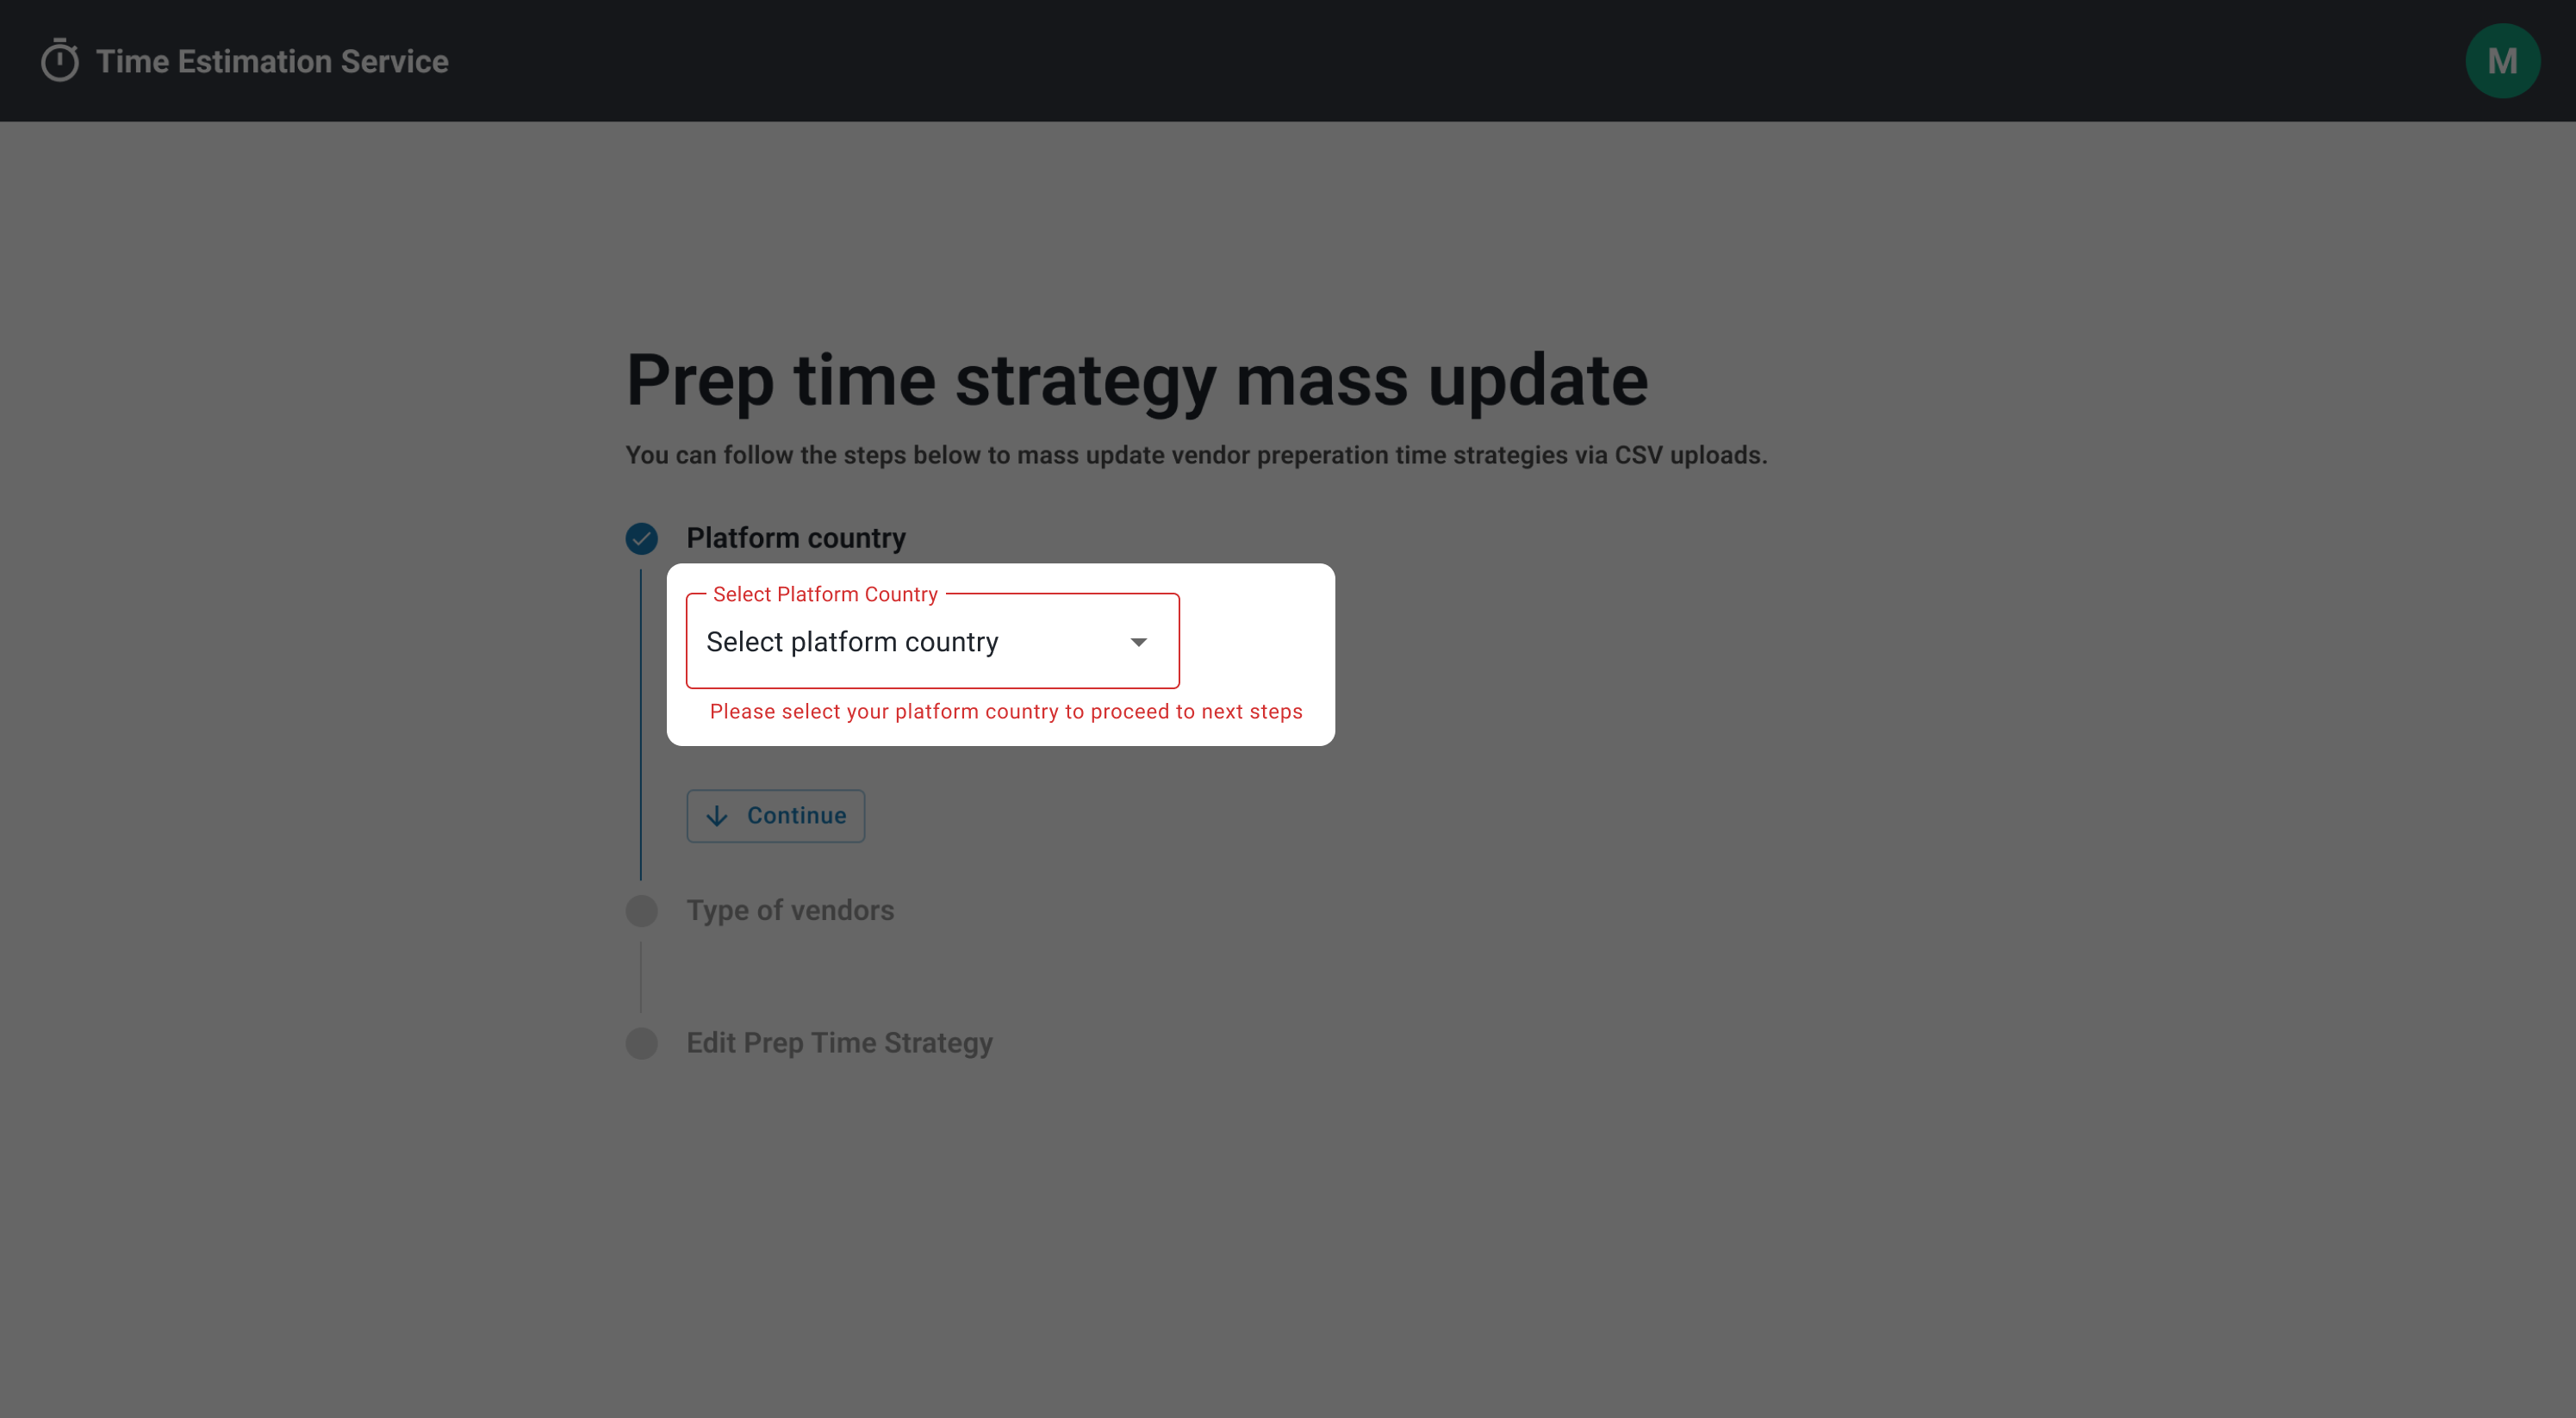 Time Estimation Service
M
Prep time strategy mass update
You can follow the steps below to mass update vendor preperation time strategies via CSV uploads.
Platform country
Select Platform Country
Select platform country
Please select your platform country to proceed to next steps
Continue
Type of vendors
Edit Prep Time Strategy